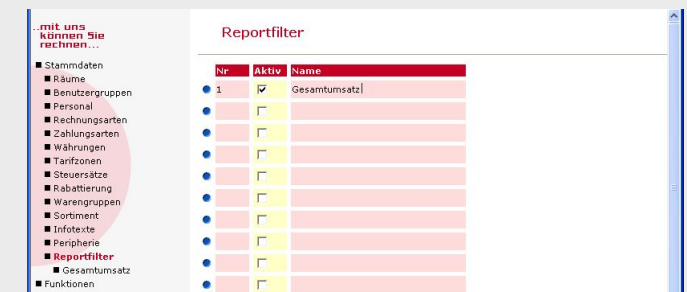 ..mit uns
können Sie
rechnen...
Stammdaten
Räume
Benutzergruppen
Personal
Rechnungsarten
Zahlungsarten
Währungen
Tarifzonen
Steuersätze
Rabattierung
Warengruppen
Sortiment
Infotexte
Peripherie
Reportfilter
Gesamtumsatz
Funktionen
Reportfilter
Nr Aktiv Name
1 Gesamtumsatz